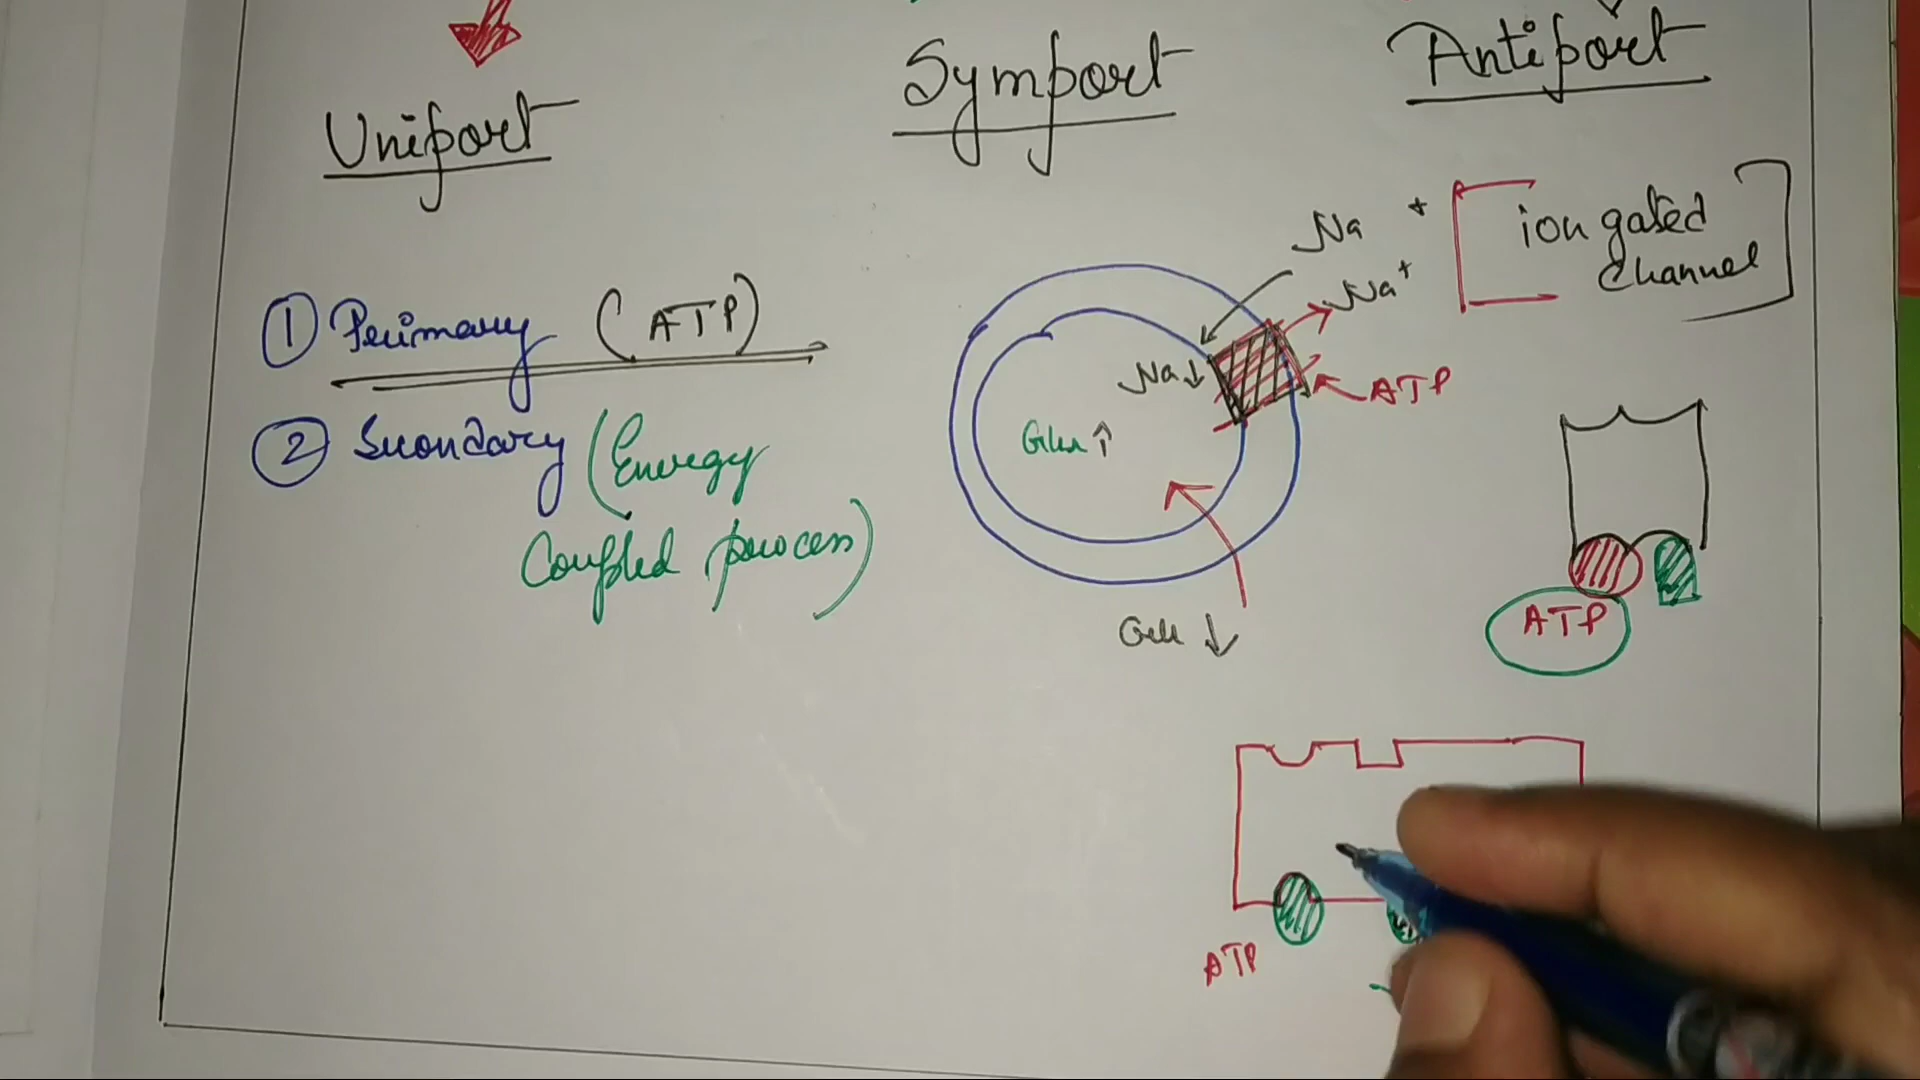 Uniport
Symport
Antiport
① Primary (ATP)
② Secondary (Energy
Coupled process)
Na +
Na+
ion gated
channel
Na ↓
ATP
Glu ↑
Glu ↓
ATP
ATP